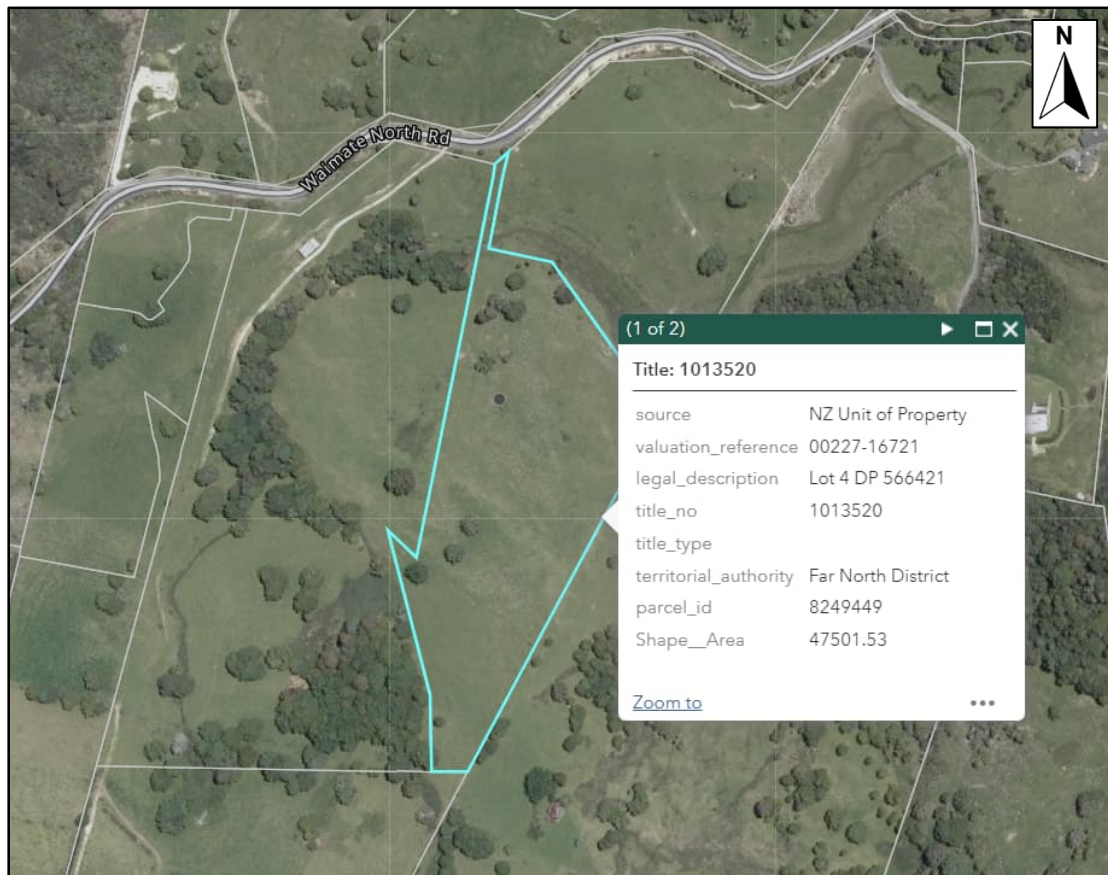 N
Waimate North Rd
(1 of 2)
Title: 1013520
source NZ Unit of Property
valuation_reference 00227-16721
legal_description Lot 4 DP 566421
title_no 1013520
title_type
territorial_authority Far North District
parcel_id 8249449
Shape__Area 47501.53
Zoom to